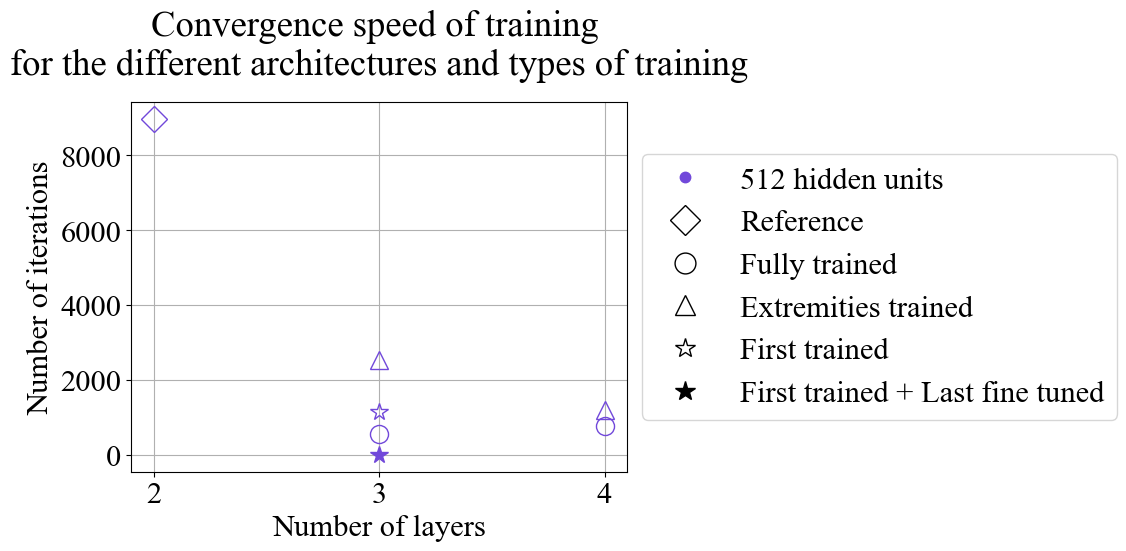 Convergence speed of training
for the different architectures and types of training
Number of iterations
8000
6000
4000
2000
0
2
3
4
Number of layers
512 hidden units
Reference
Fully trained
Extremities trained
First trained
First trained + Last fine tuned